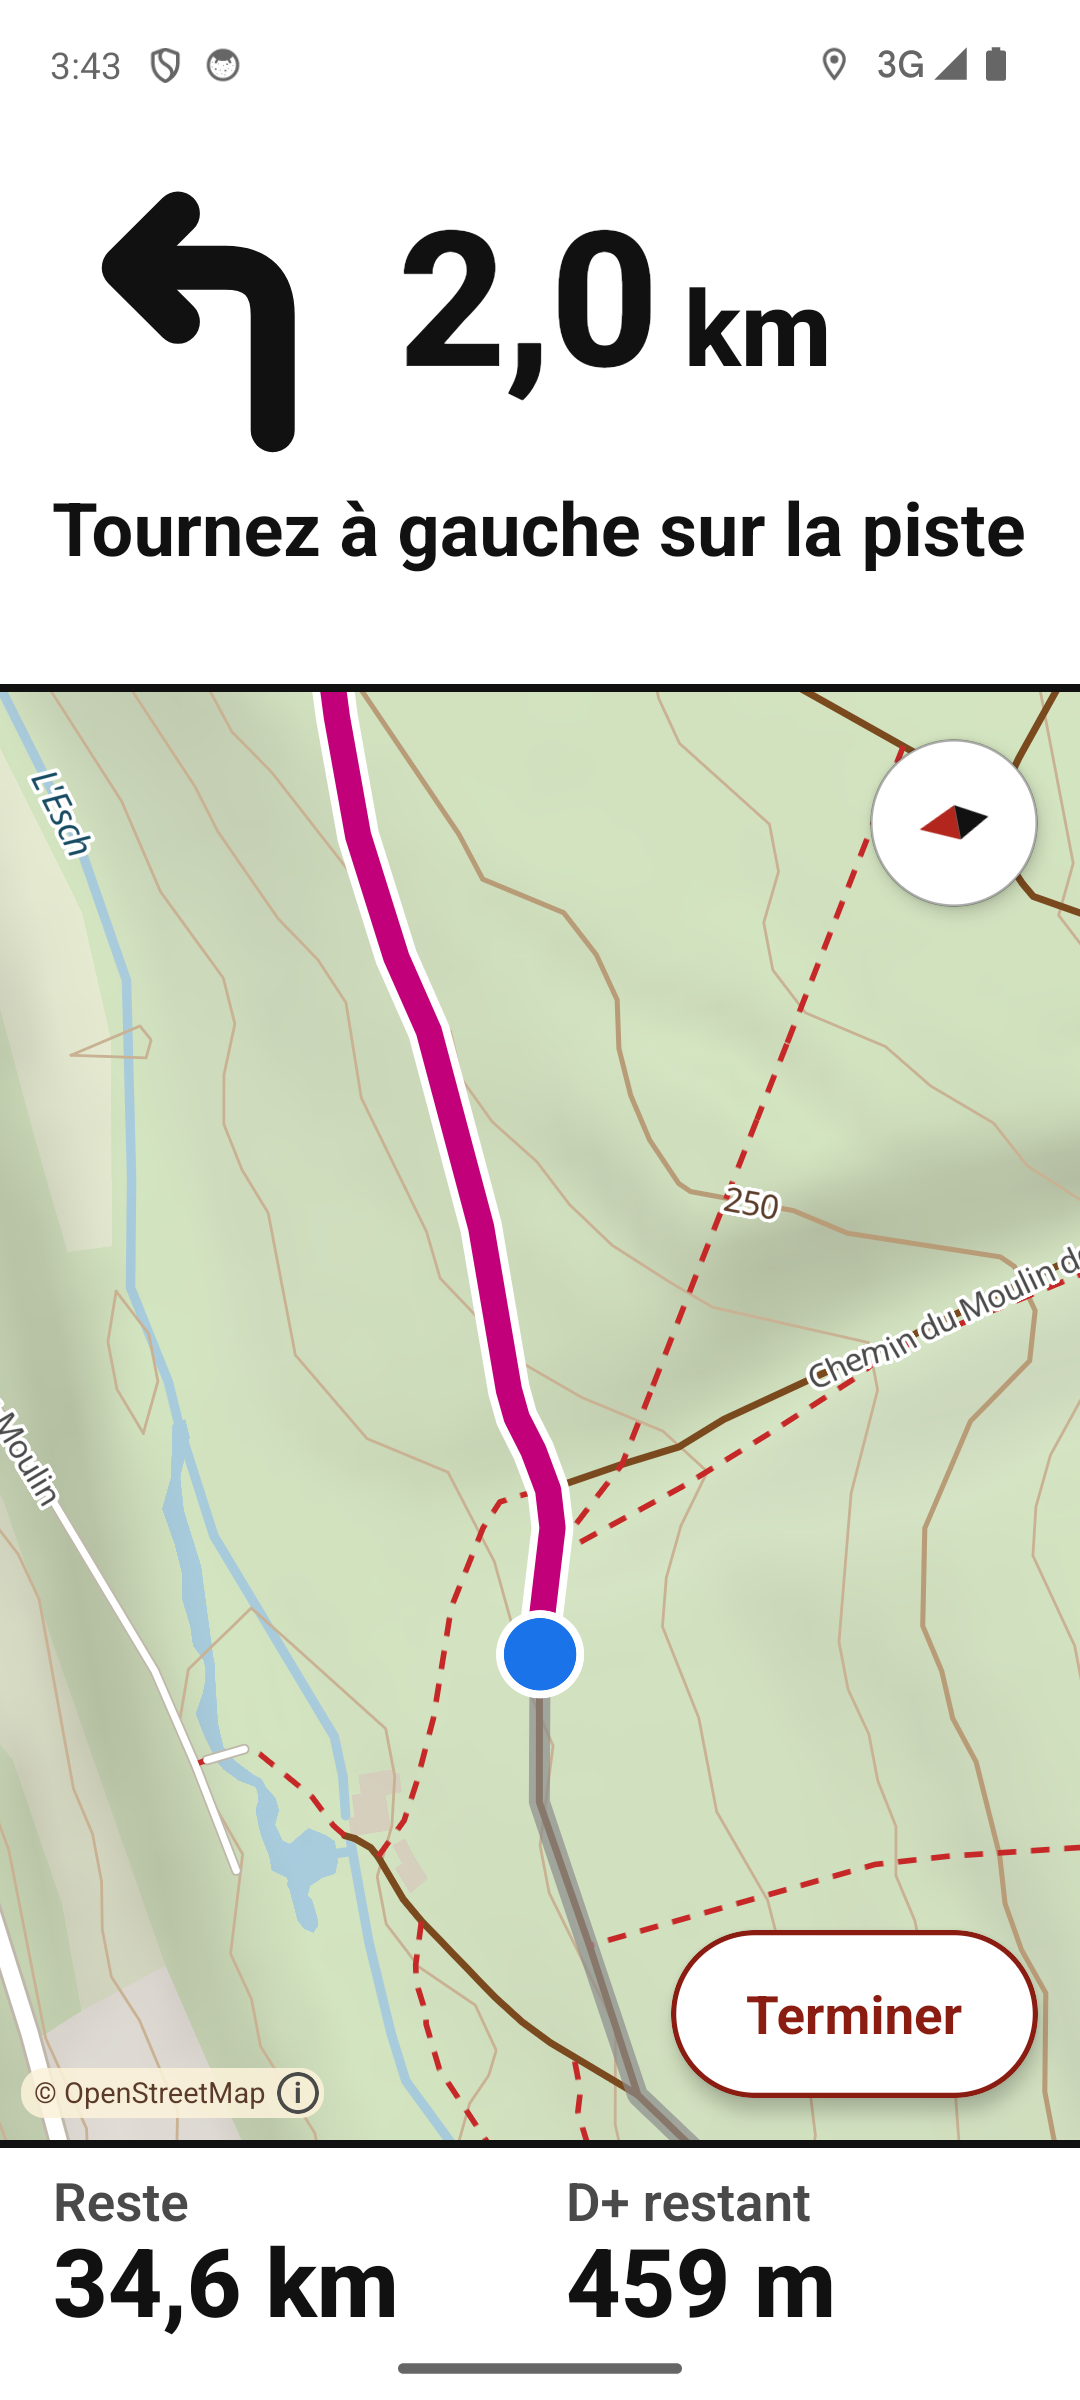 3:43
3G
2,0 km
Tournez à gauche sur la piste
L'Esch
250
Chemin du Moulin de
Moulin
Terminer
© OpenStreetMap i
Reste
34,6 km
D+ restant
459 m